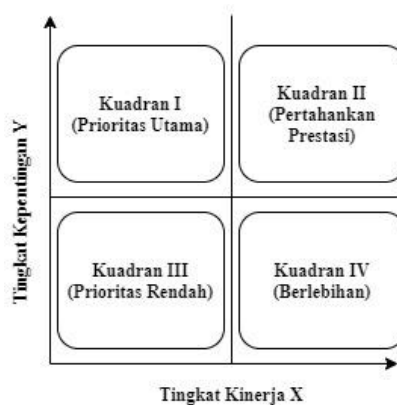 Tingkat Kepentingan Y
Kuadran I
(Prioritas Utama)
Kuadran II
(Pertahankan
Prestasi)
Kuadran III
(Prioritas Rendah)
Kuadran IV
(Berlebihan)
Tingkat Kinerja X